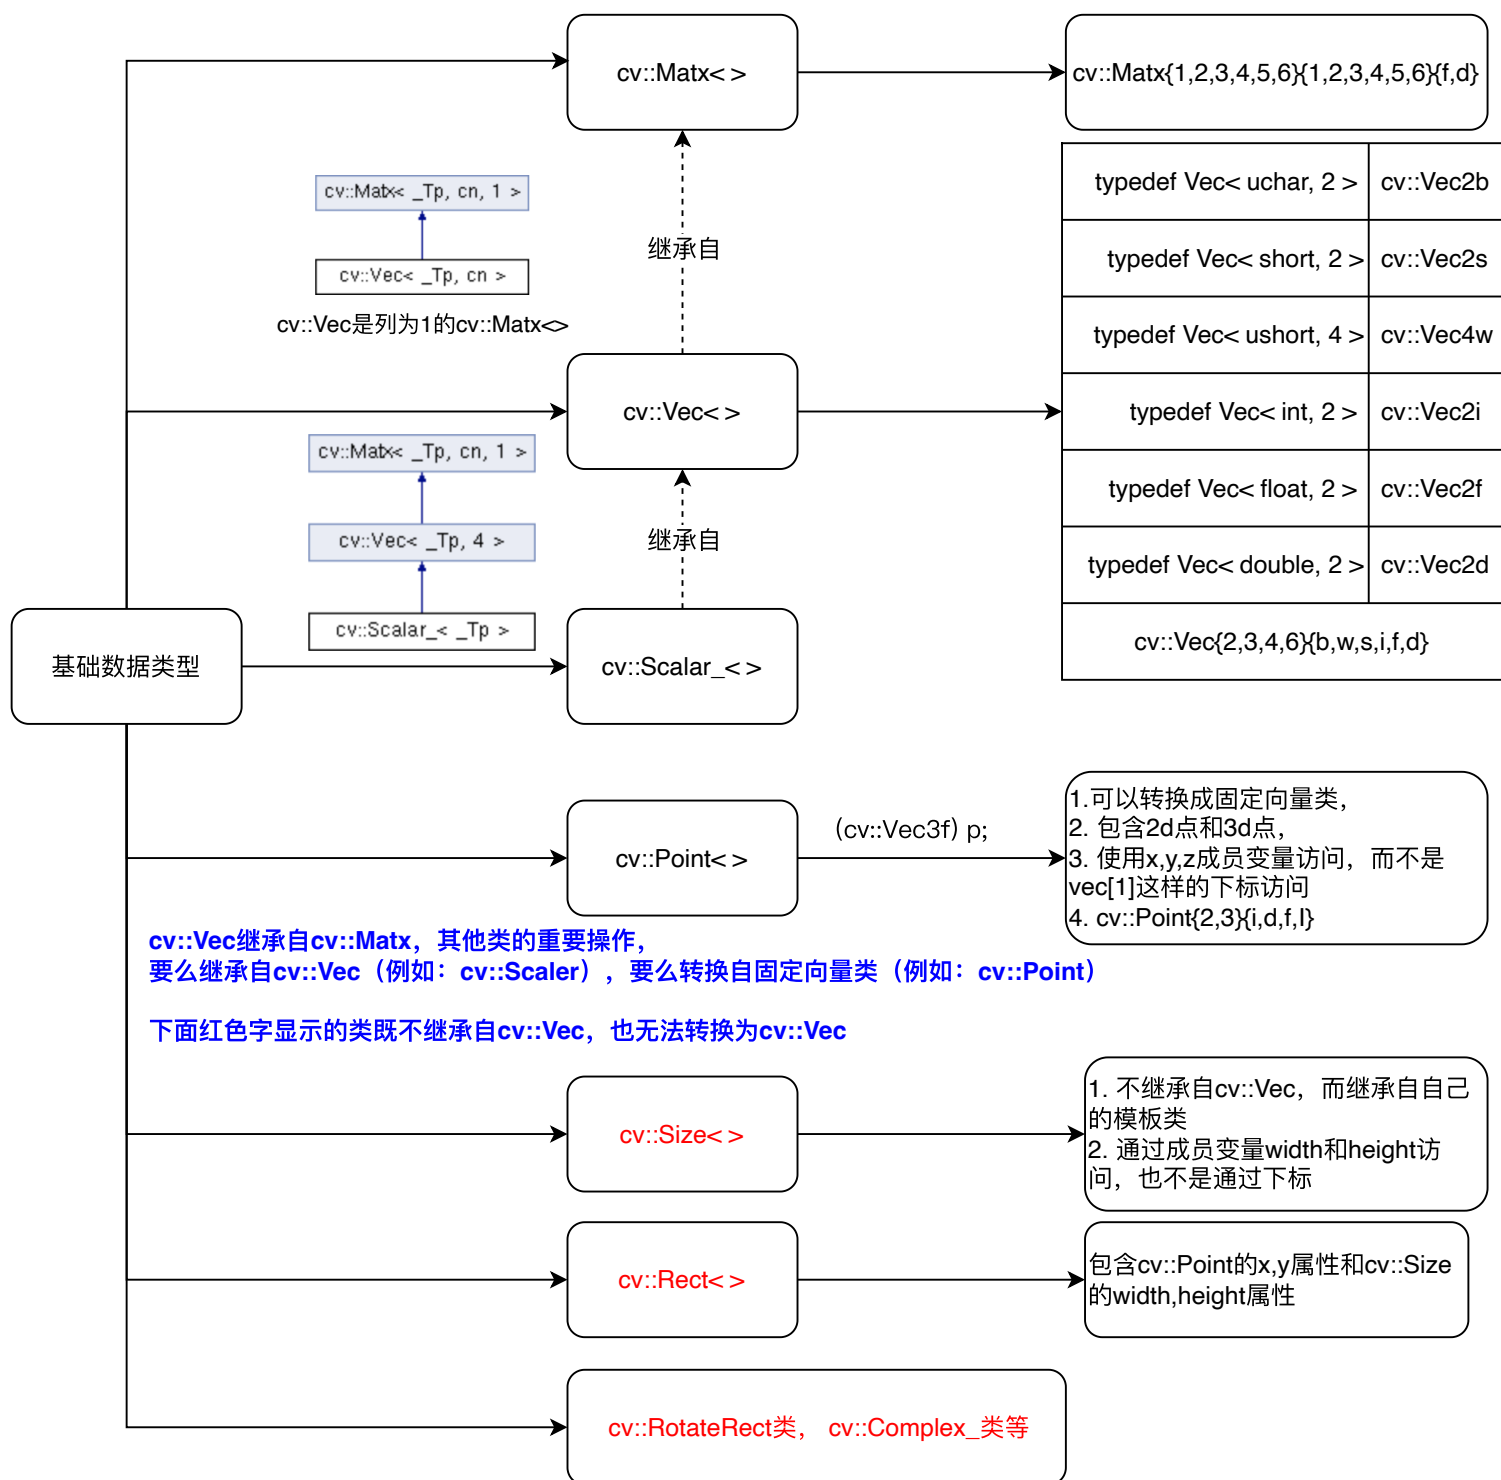 cv::Matx< >
cv::Matx{1,2,3,4,5,6}{1,2,3,4,5,6}{f,d}
typedef Vec< uchar, 2 >
cv::Vec2b
typedef Vec< short, 2 >
cv::Vec2s
typedef Vec< ushort, 4 >
cv::Vec4w
typedef Vec< int, 2 >
cv::Vec2i
typedef Vec< float, 2 >
cv::Vec2f
typedef Vec< double, 2 >
cv::Vec2d
cv::Vec{2,3,4,6}{b,w,s,i,f,d}
cv::Matx< _Tp, cn, 1 >
cv::Vec< _Tp, cn >
cv::Vec是列为1的cv::Matx<>
继承自
cv::Vec< >
cv::Matx< _Tp, cn, 1 >
cv::Vec< _Tp, 4 >
cv::Scalar_< _Tp >
继承自
基础数据类型
cv::Scalar_< >
cv::Point< >
(cv::Vec3f) p;
1.可以转换成固定向量类，
2. 包含2d点和3d点，
3. 使用x,y,z成员变量访问，而不是
vec[1]这样的下标访问
4. cv::Point{2,3}{i,d,f,l}
cv::Vec继承自cv::Matx，其他类的重要操作，
要么继承自cv::Vec（例如：cv::Scaler），要么转换自固定向量类（例如：cv::Point）
下面红色字显示的类既不继承自cv::Vec，也无法转换为cv::Vec
cv::Size< >
1. 不继承自cv::Vec，而继承自自己
的模板类
2. 通过成员变量width和height访
问，也不是通过下标
cv::Rect< >
包含cv::Point的x,y属性和cv::Size
的width,height属性
cv::RotateRect类， cv::Complex_类等